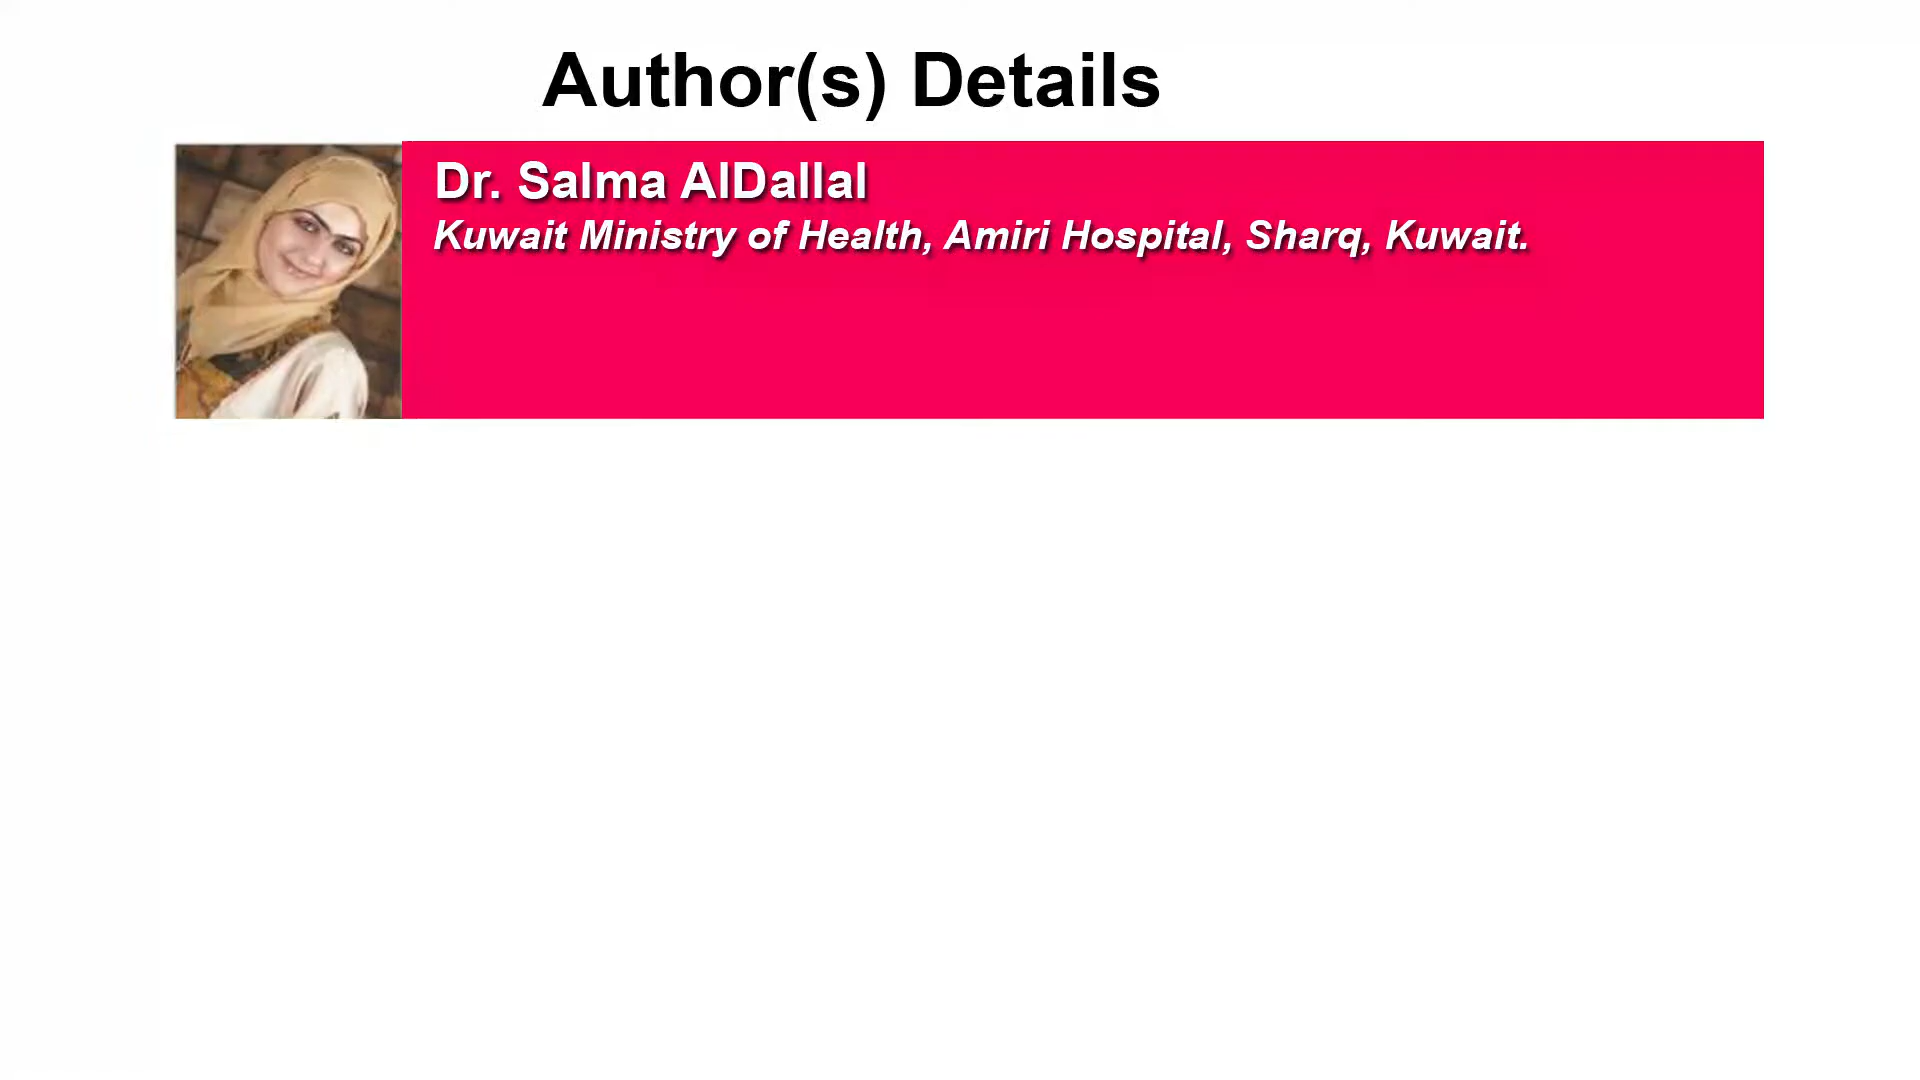 Author(s) Details
Dr. Salma AlDallal
Kuwait Ministry of Health, Amiri Hospital, Sharq, Kuwait.